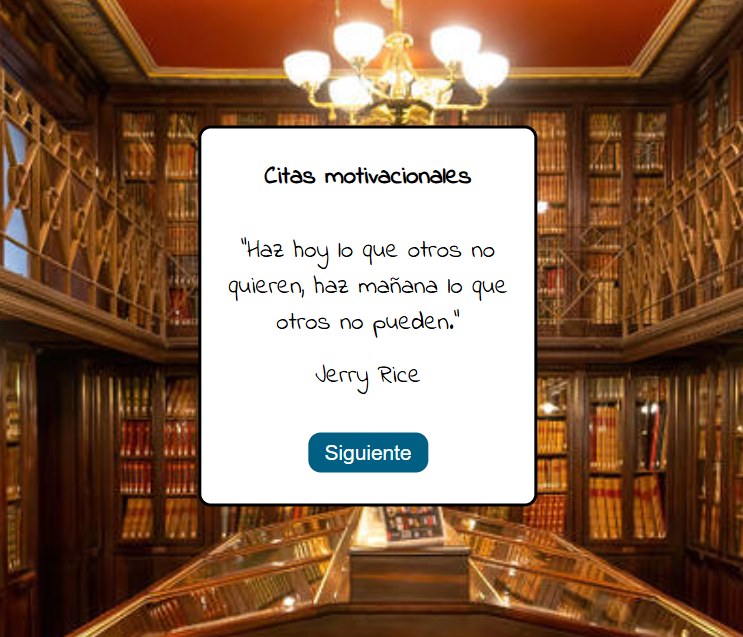 Citas motivacionales
"Haz hoy lo que otros no
quieren, haz mañana lo que
otros no pueden."
Jerry Rice
Siguiente